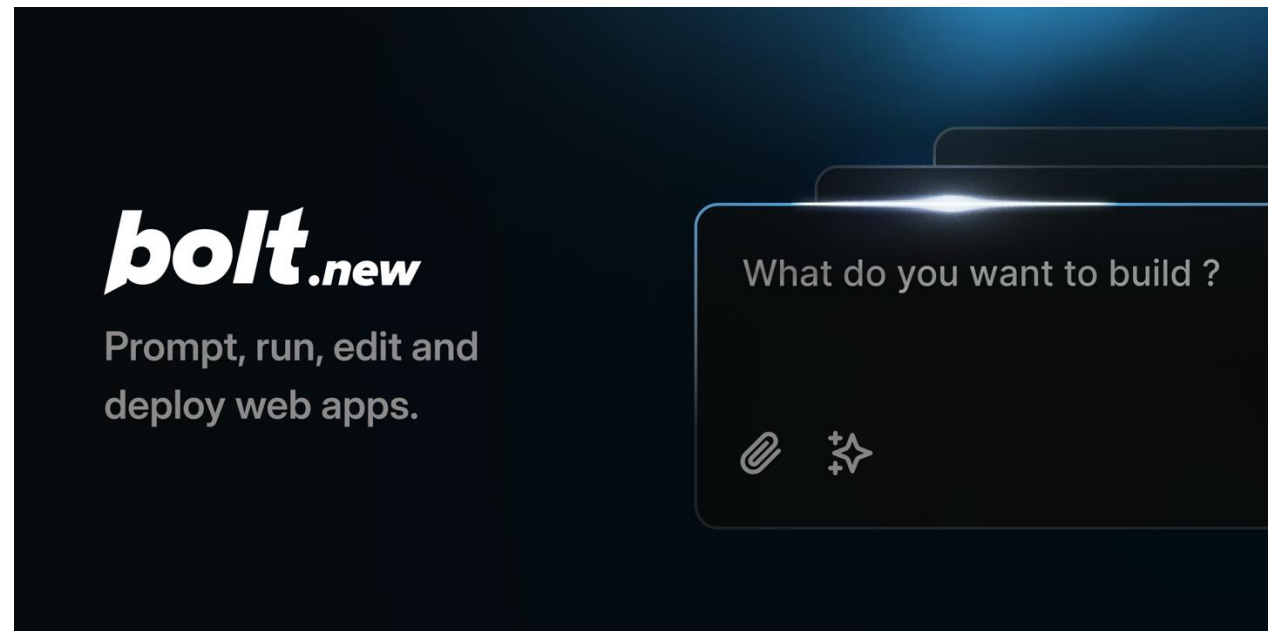 bolt.new
Prompt, run, edit and
deploy web apps.
What do you want to build ?